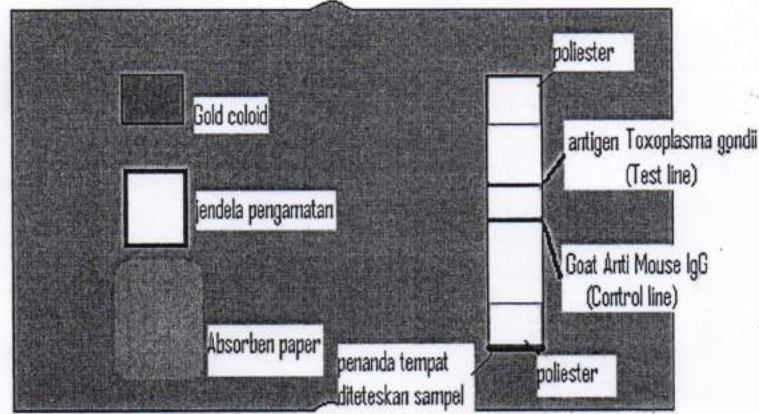 Gold coloid
jendela pengamatan
Absorben paper
poliester
antigen Toxoplasma gondii
(Test line)
Goat Anti Mouse IgG
(Control line)
penanda tempat
diteteskan sampel
poliester